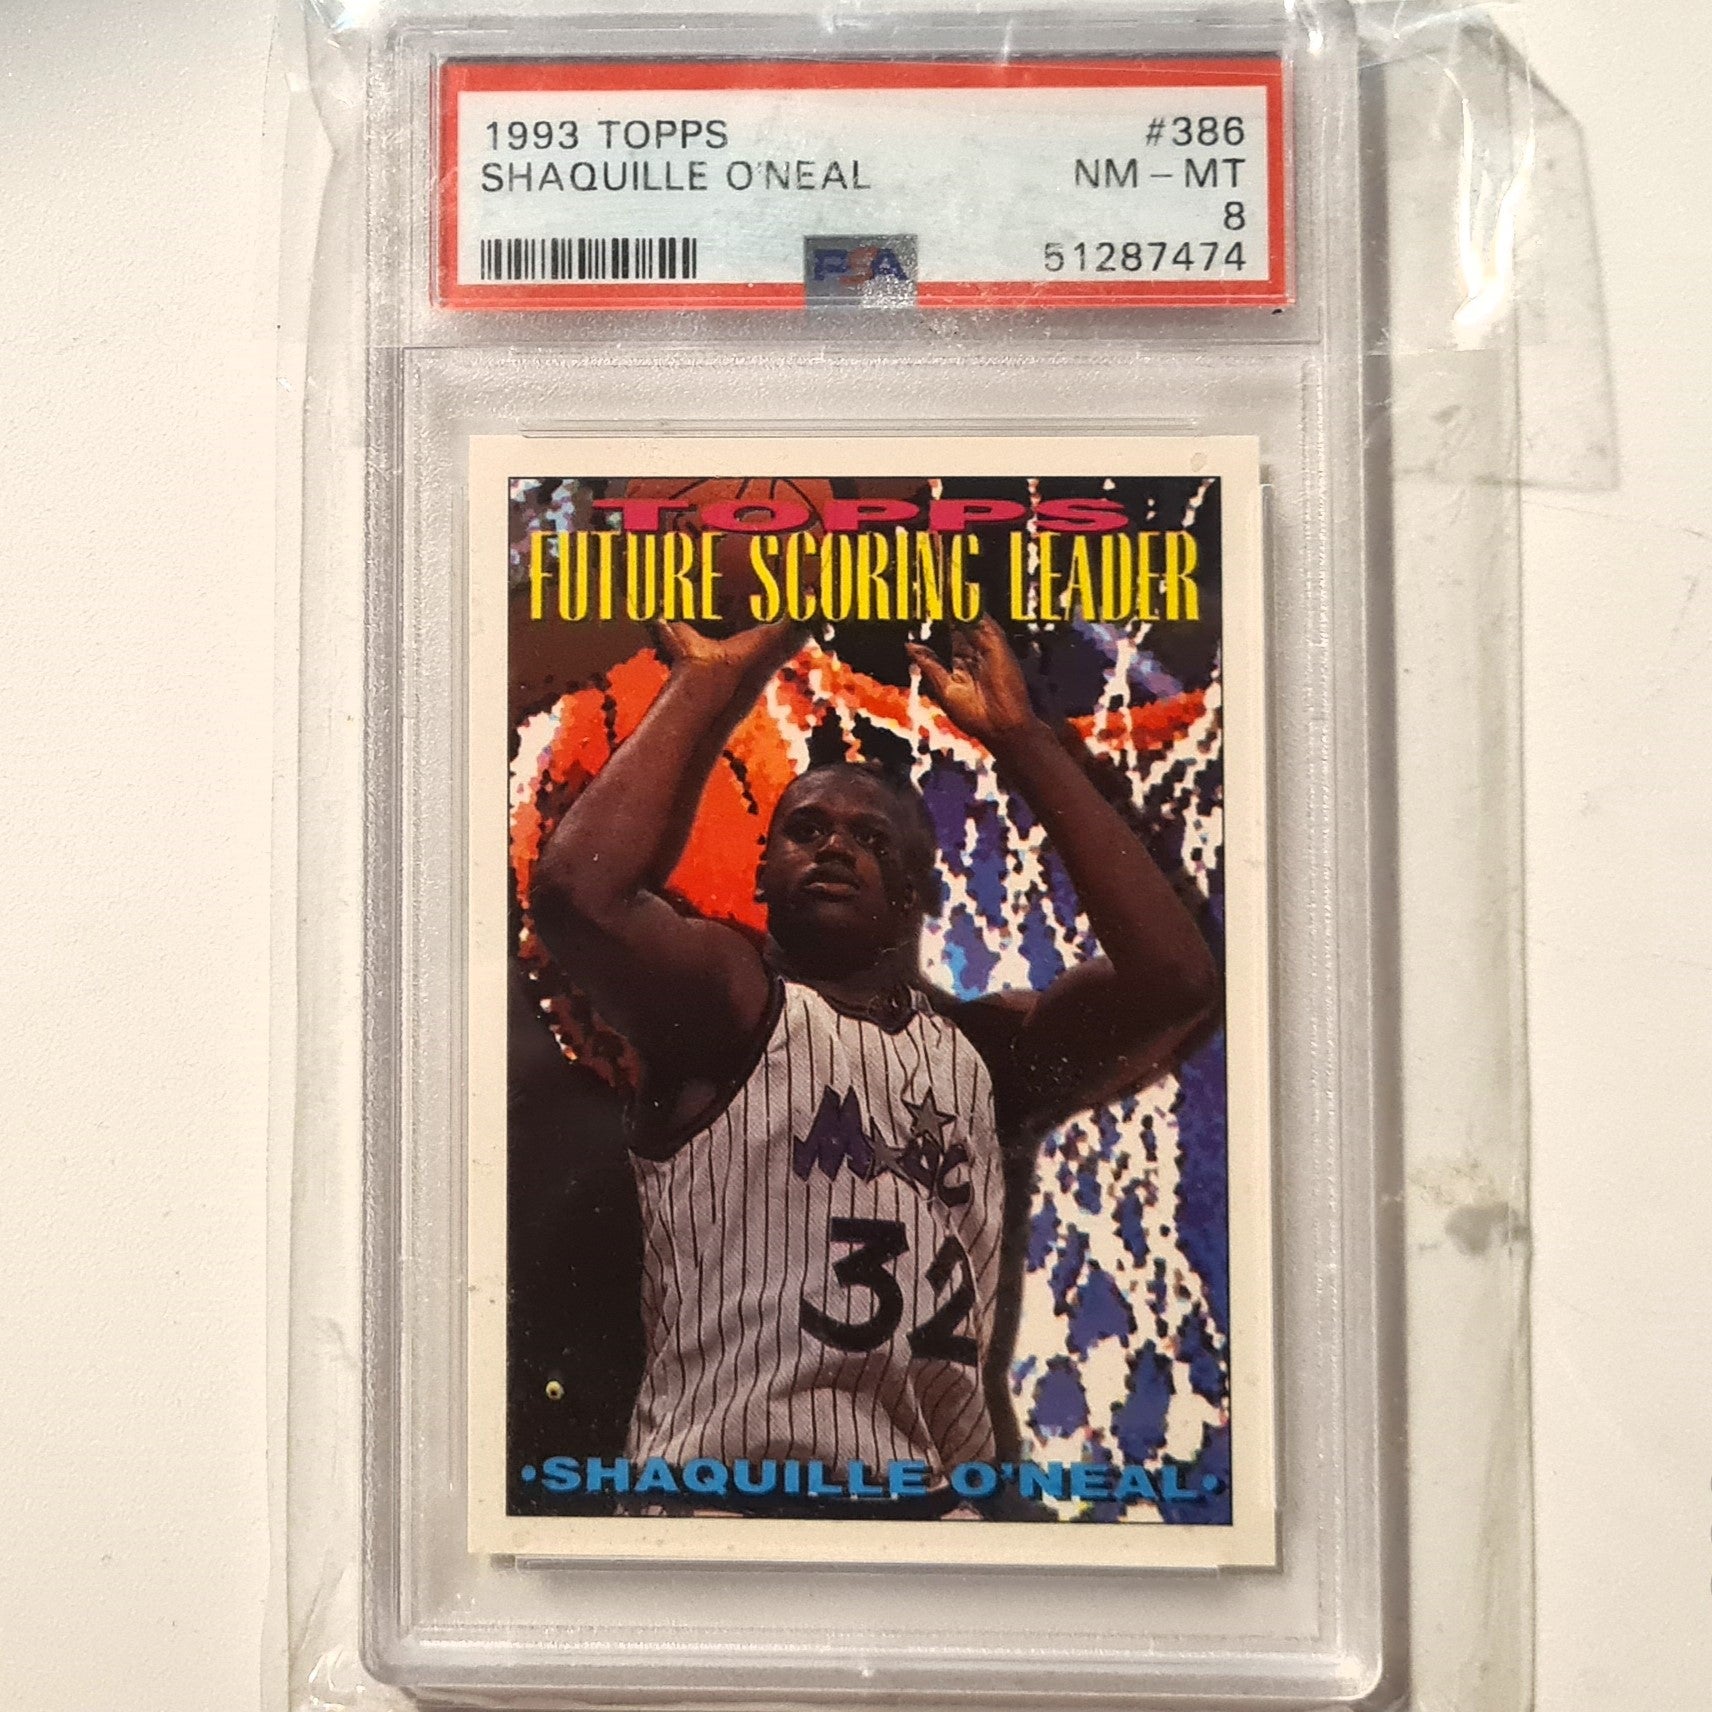 1993 TOPPS #386
SHAQUILLE O'NEAL NM - MT
8
PSA 51287474
TOPPS
FUTURE SCORING LEADER
MAGIC
32
•SHAQUILLE O'NEAL•